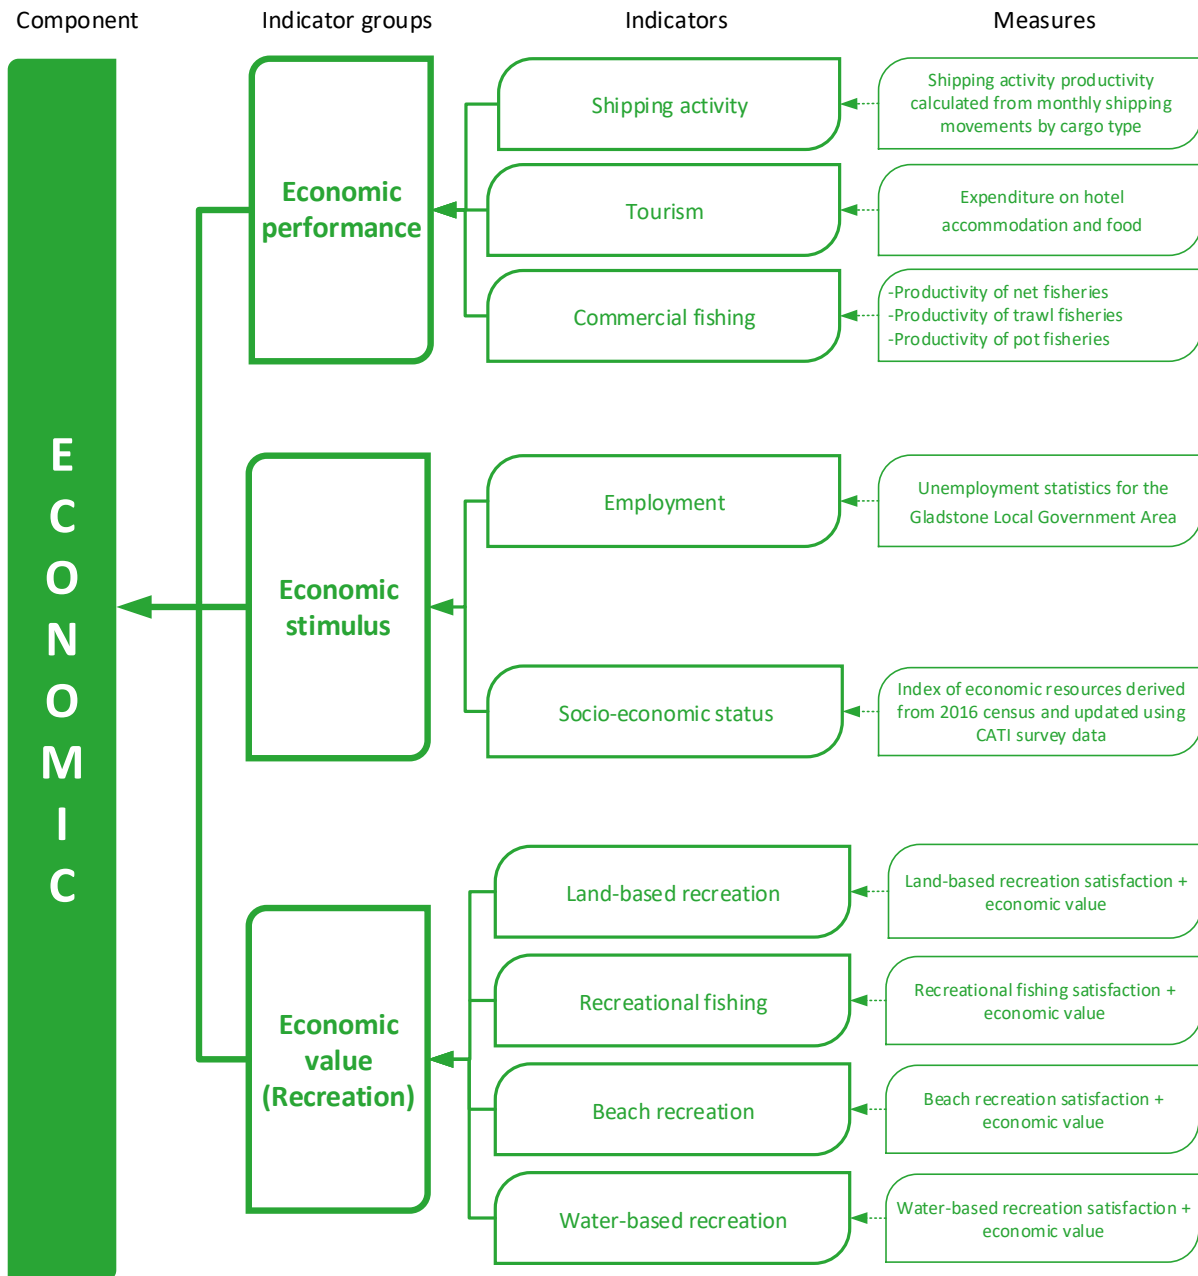 Component
Indicator groups
Indicators
Measures
ECONOMIC
Economic
performance
Shipping activity
Shipping activity productivity
calculated from monthly shipping
movements by cargo type
Tourism
Expenditure on hotel
accommodation and food
Commercial fishing
-Productivity of net fisheries
-Productivity of trawl fisheries
-Productivity of pot fisheries
Economic
stimulus
Employment
Unemployment statistics for the
Gladstone Local Government Area
Socio-economic status
Index of economic resources derived
from 2016 census and updated using
CATI survey data
Economic
value
(Recreation)
Land-based recreation
Land-based recreation satisfaction +
economic value
Recreational fishing
Recreational fishing satisfaction +
economic value
Beach recreation
Beach recreation satisfaction +
economic value
Water-based recreation
Water-based recreation satisfaction +
economic value